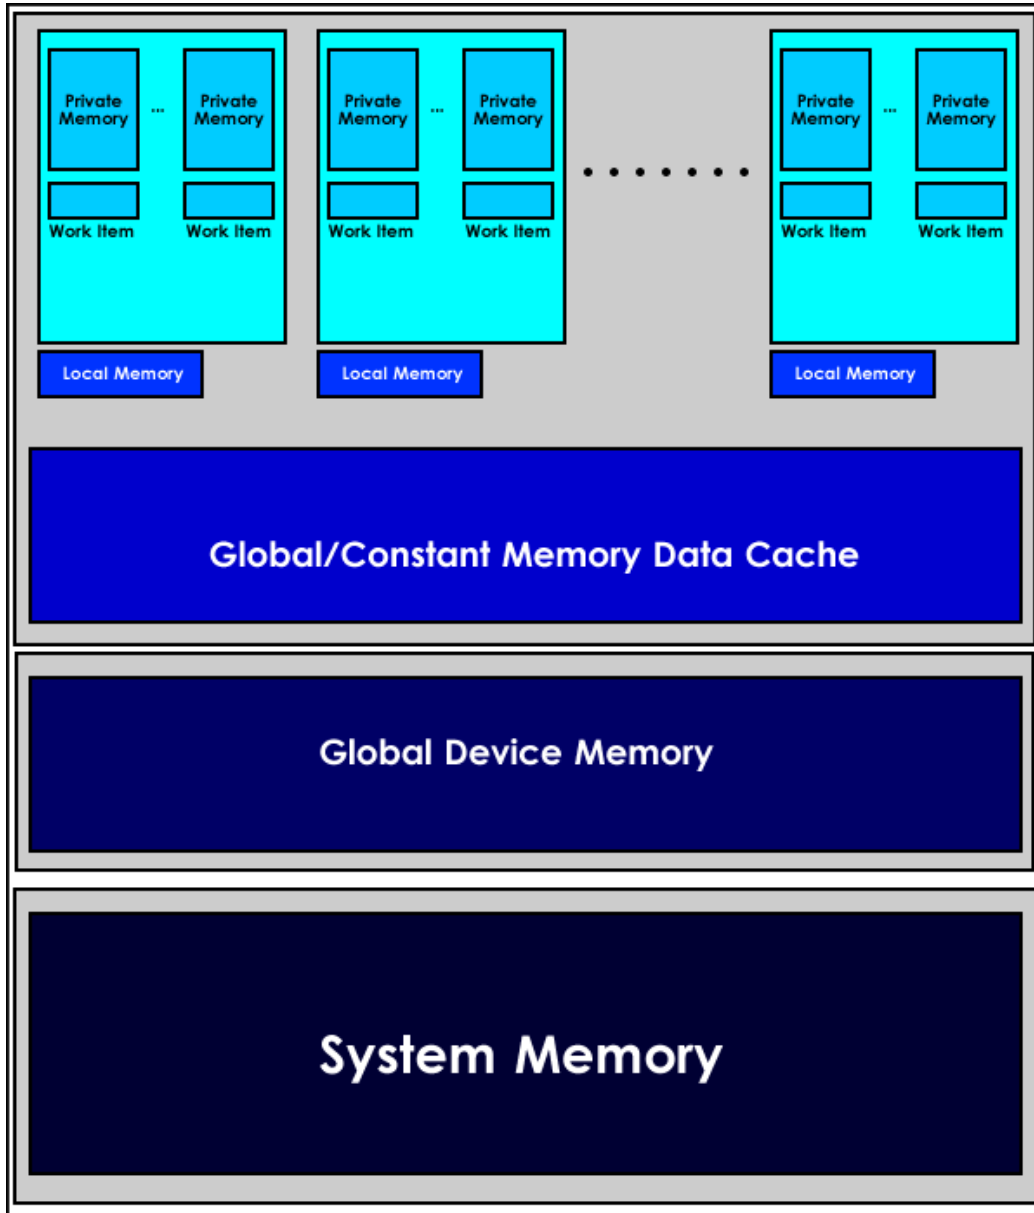 Private Memory ... Private Memory
Work Item Work Item
Local Memory
Private Memory ... Private Memory
Work Item Work Item
Local Memory
. . . . . . .
Private Memory ... Private Memory
Work Item Work Item
Local Memory
Global/Constant Memory Data Cache
Global Device Memory
System Memory